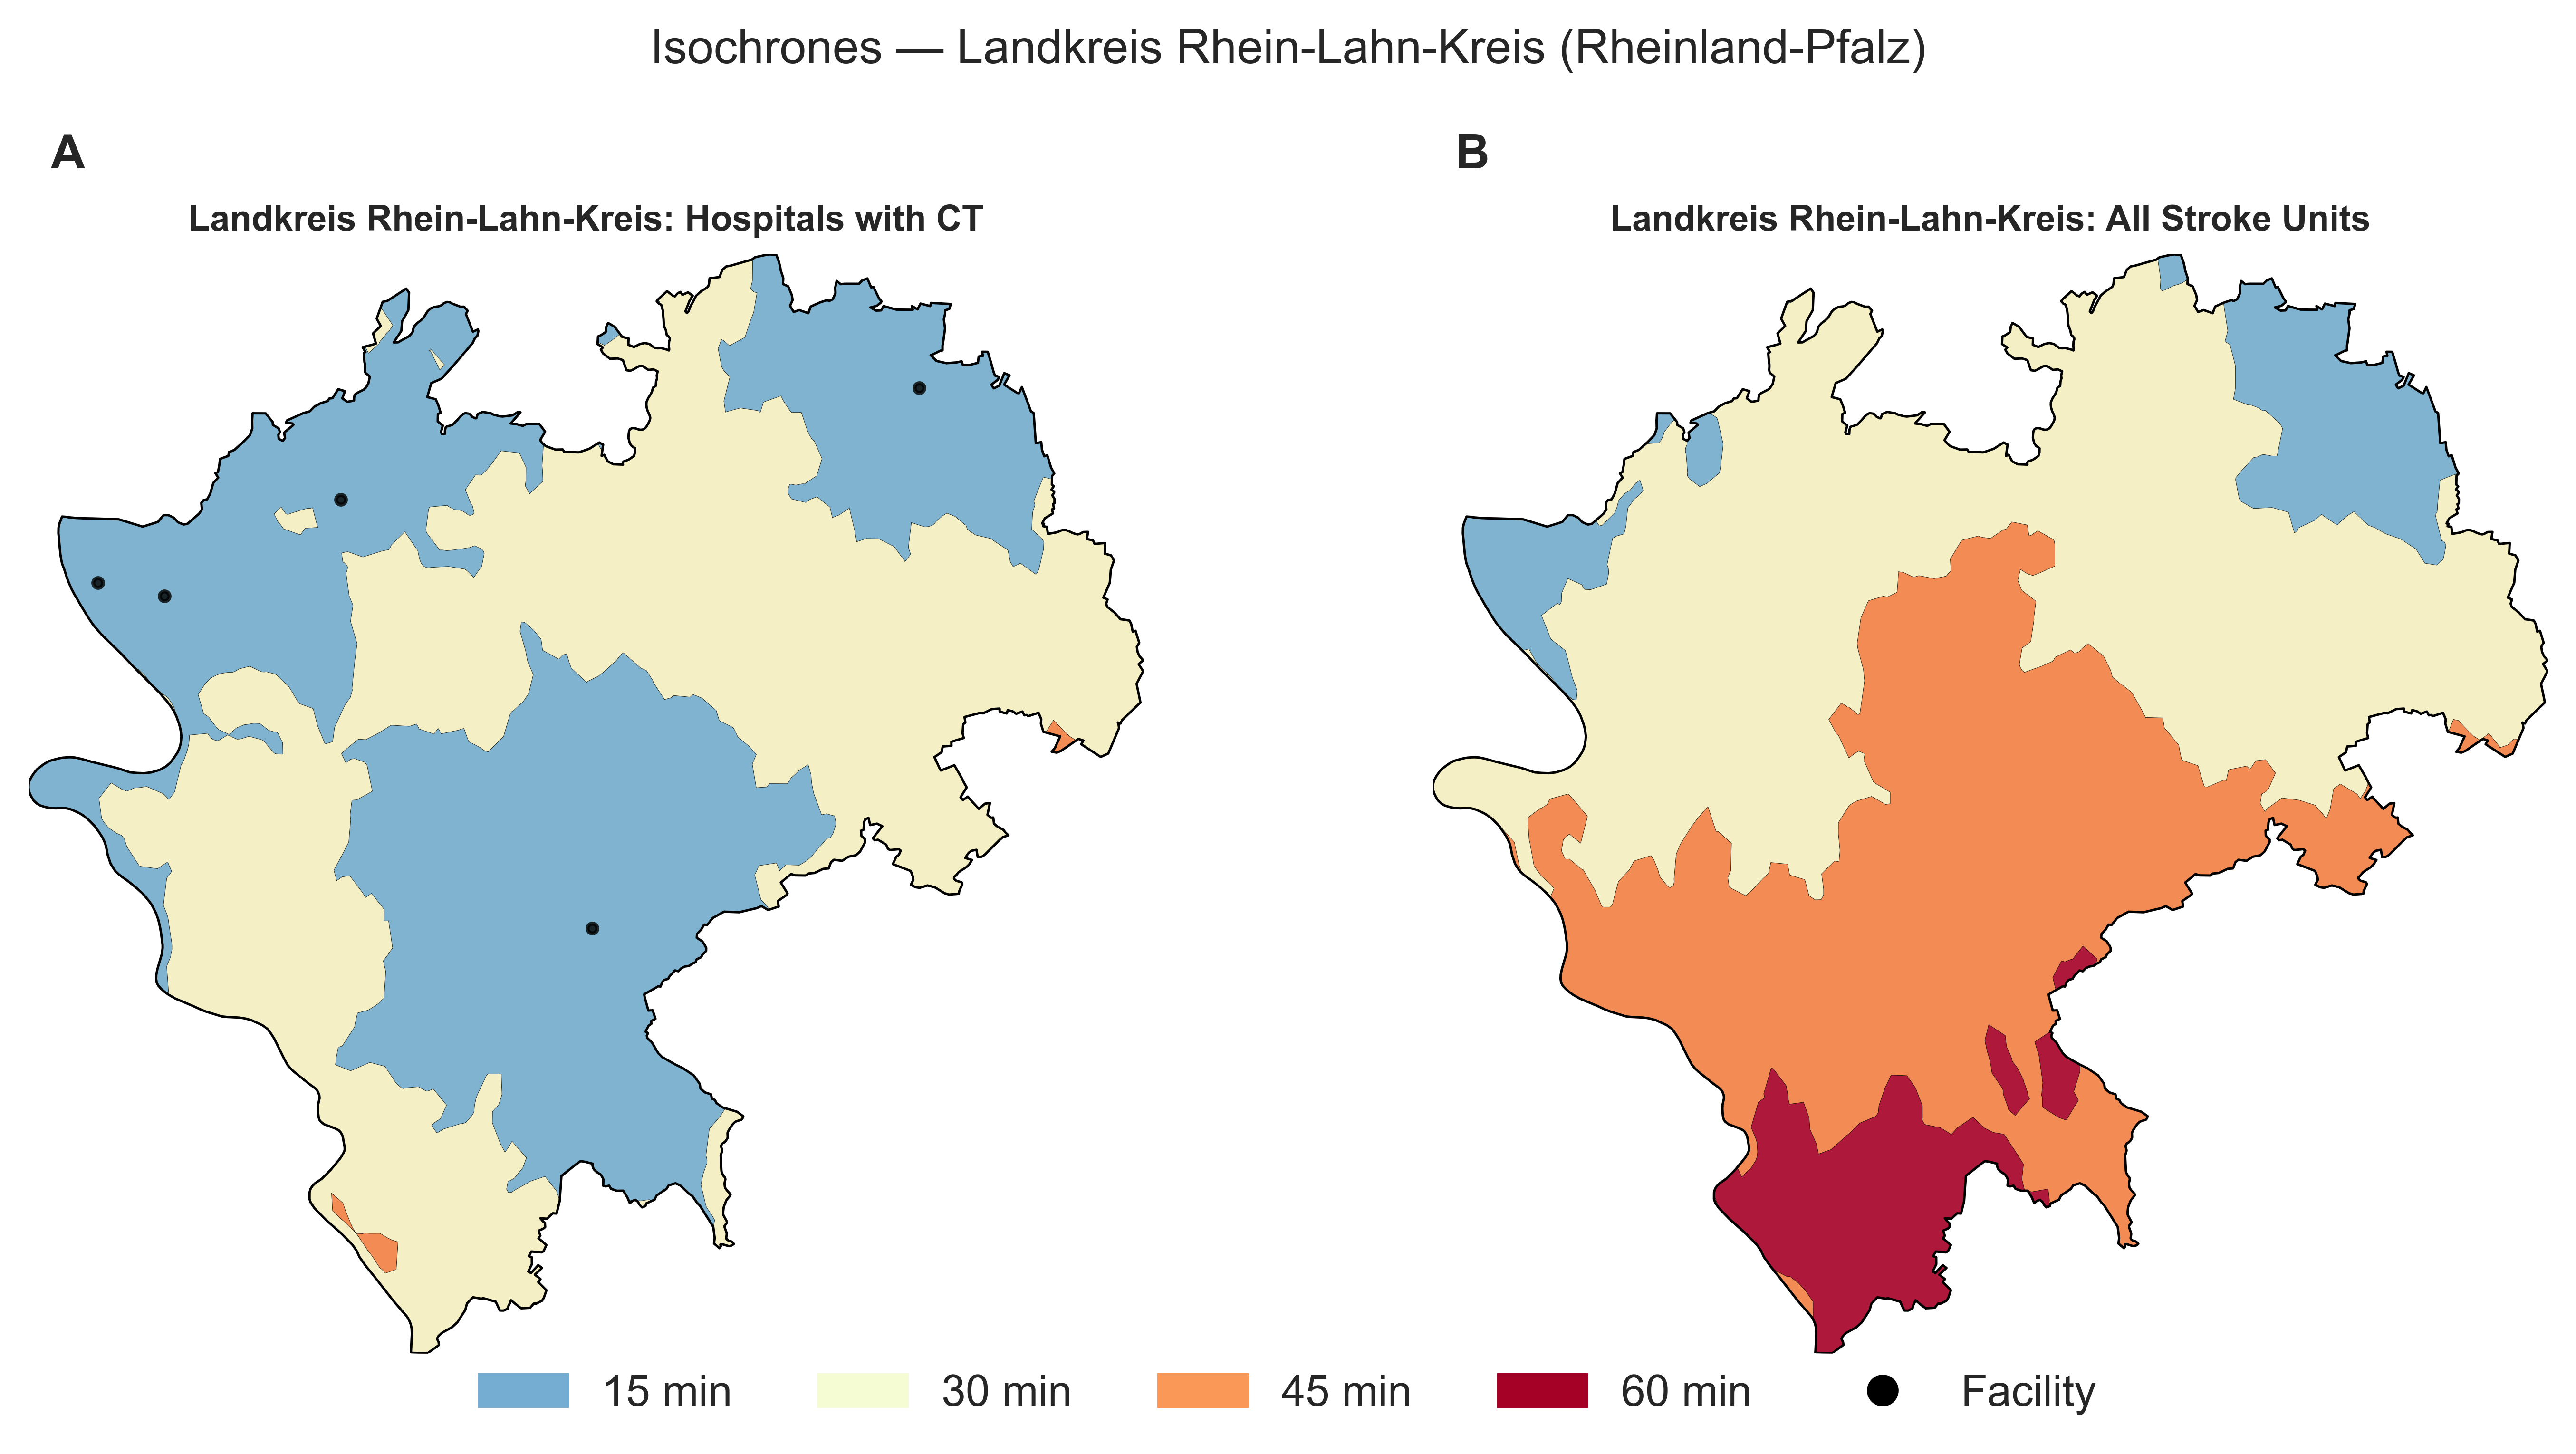 Isochrones — Landkreis Rhein-Lahn-Kreis (Rheinland-Pfalz)
A
B
Landkreis Rhein-Lahn-Kreis: Hospitals with CT
Landkreis Rhein-Lahn-Kreis: All Stroke Units
15 min
30 min
45 min
60 min
Facility